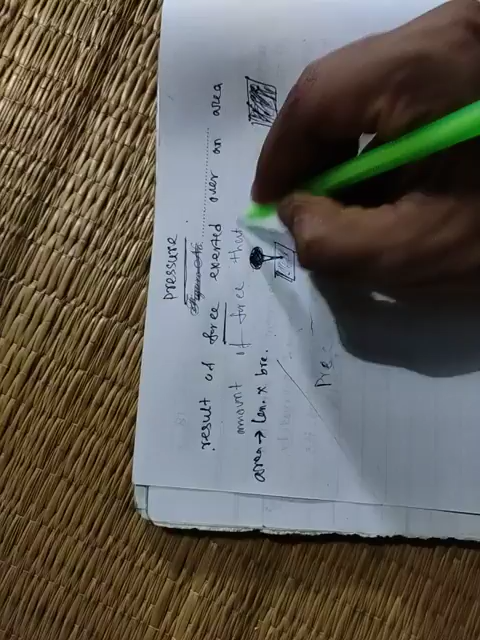 pressure
result of force exerted over an area
amount of force that
area → len. x bre.
Pre